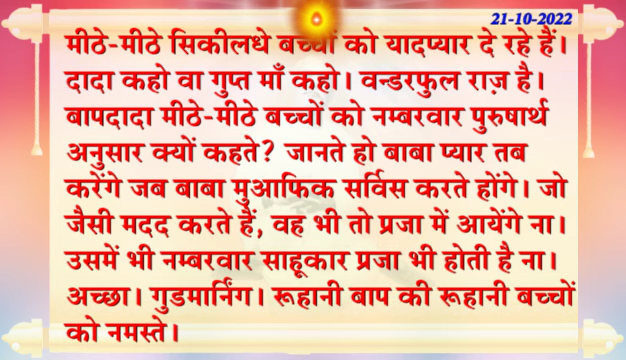 21-10-2022
मीठे-मीठे सिकीलधे बच्चों को यादप्यार दे रहे हैं।
दादा कहो वा गुप्त माँ कहो। वन्डरफुल राज़ है।
बापदादा मीठे-मीठे बच्चों को नम्बरवार पुरुषार्थ
अनुसार क्यों कहते? जानते हो बाबा प्यार तब
करेंगे जब बाबा मुआफिक सर्विस करते होंगे। जो
जैसी मदद करते हैं, वह भी तो प्रजा में आयेंगे ना।
उसमें भी नम्बरवार साहूकार प्रजा भी होती है ना।
अच्छा। गुडमार्निंग। रूहानी बाप की रूहानी बच्चों
को नमस्ते।